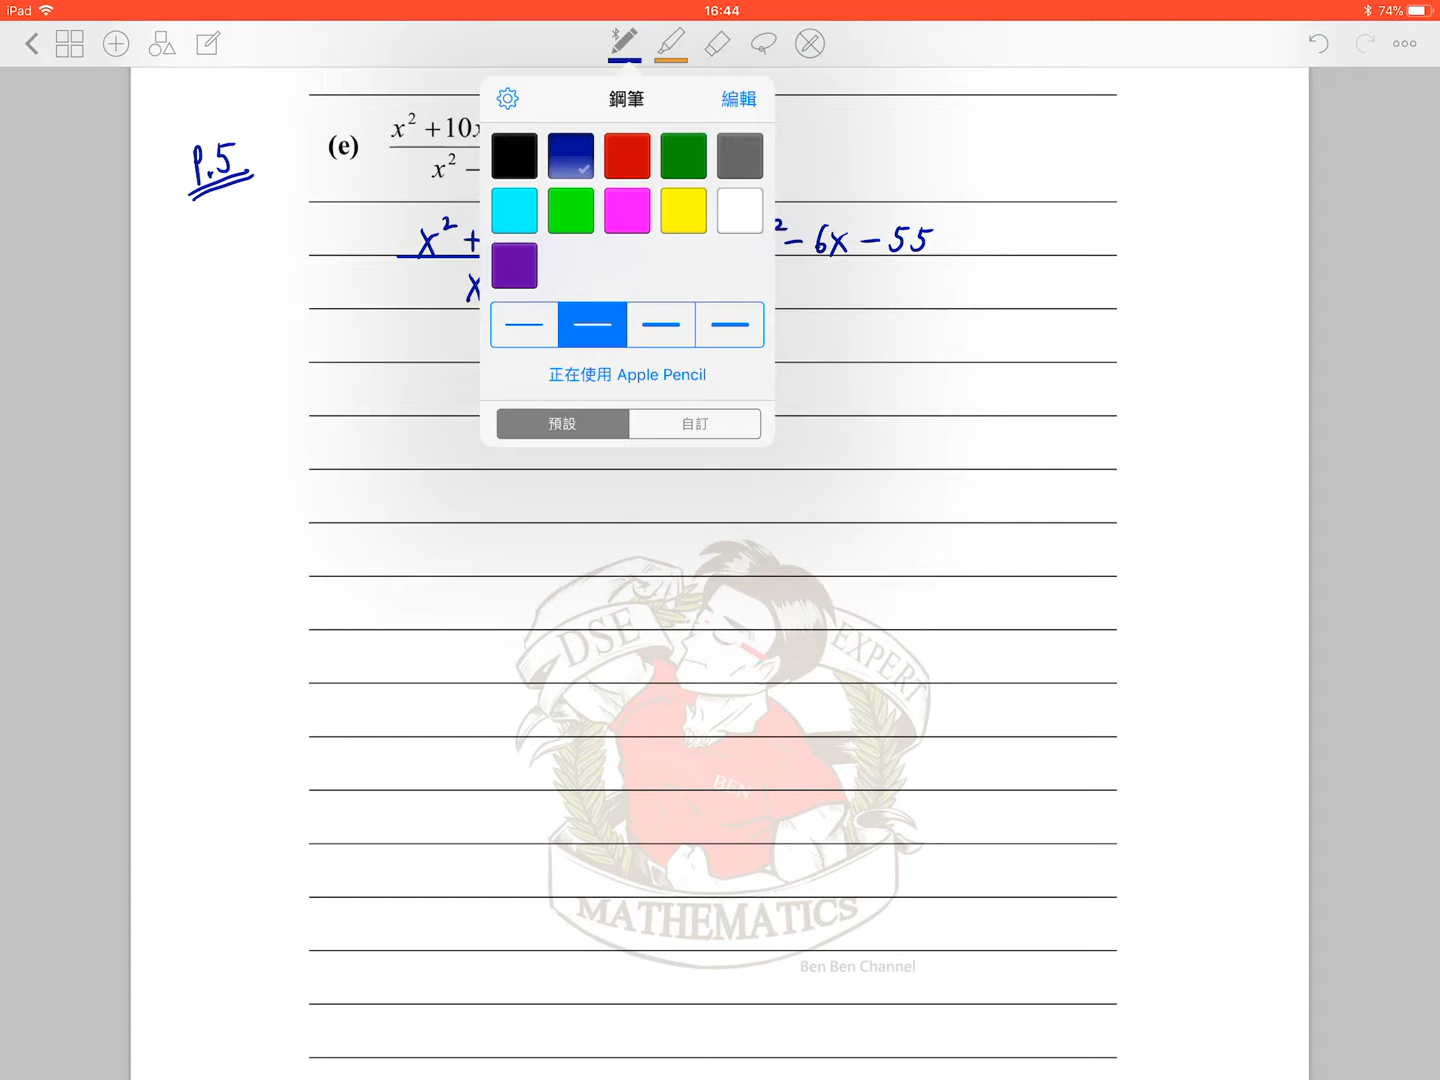 iPad 16:44 74%
鋼筆 編輯
P.5
(e) x² +10x
x² –
x² + ² – 6x – 55
x
正在使用 Apple Pencil
預設 自訂
DSE EXPERT
BEN
MATHEMATICS
Ben Ben Channel